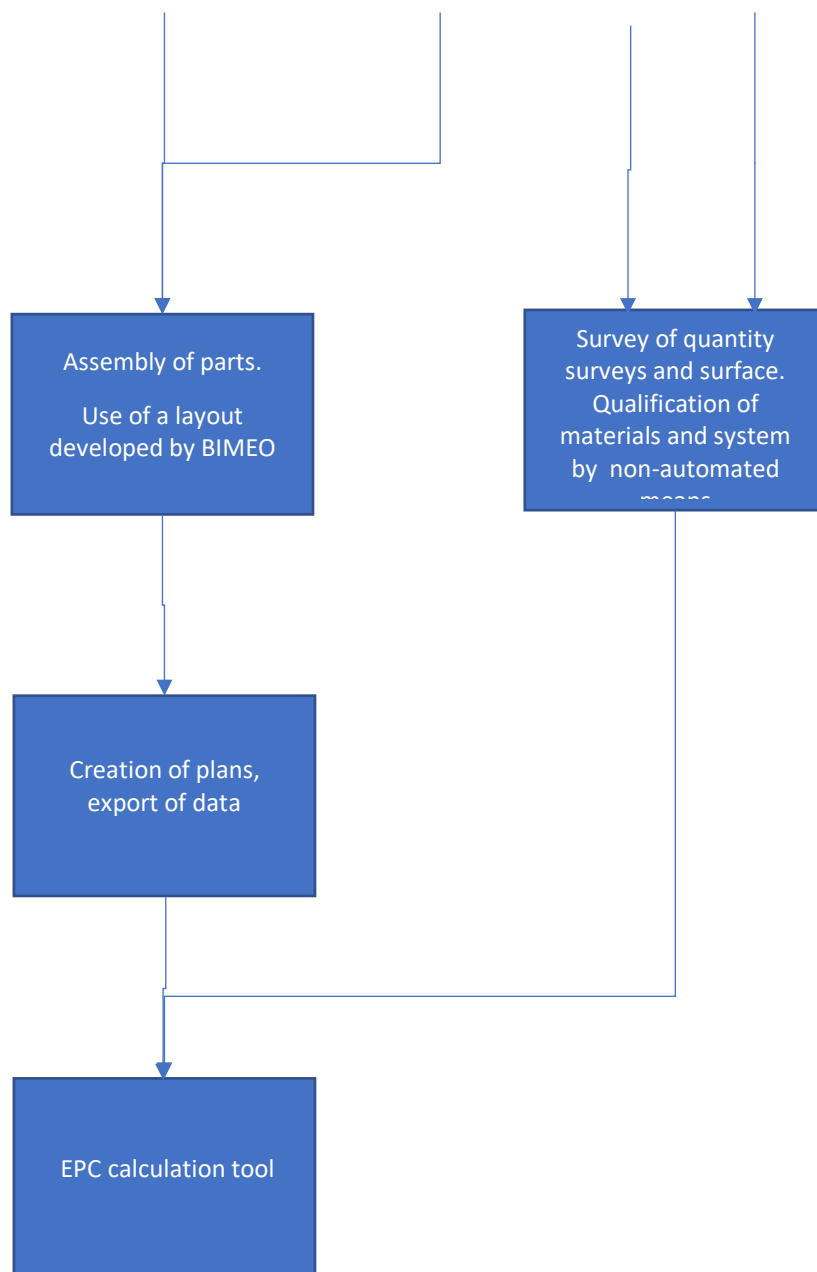 Assembly of parts.
Use of a layout
developed by BIMEO
Survey of quantity
surveys and surface.
Qualification of
materials and system
by non-automated
means
Creation of plans,
export of data
EPC calculation tool